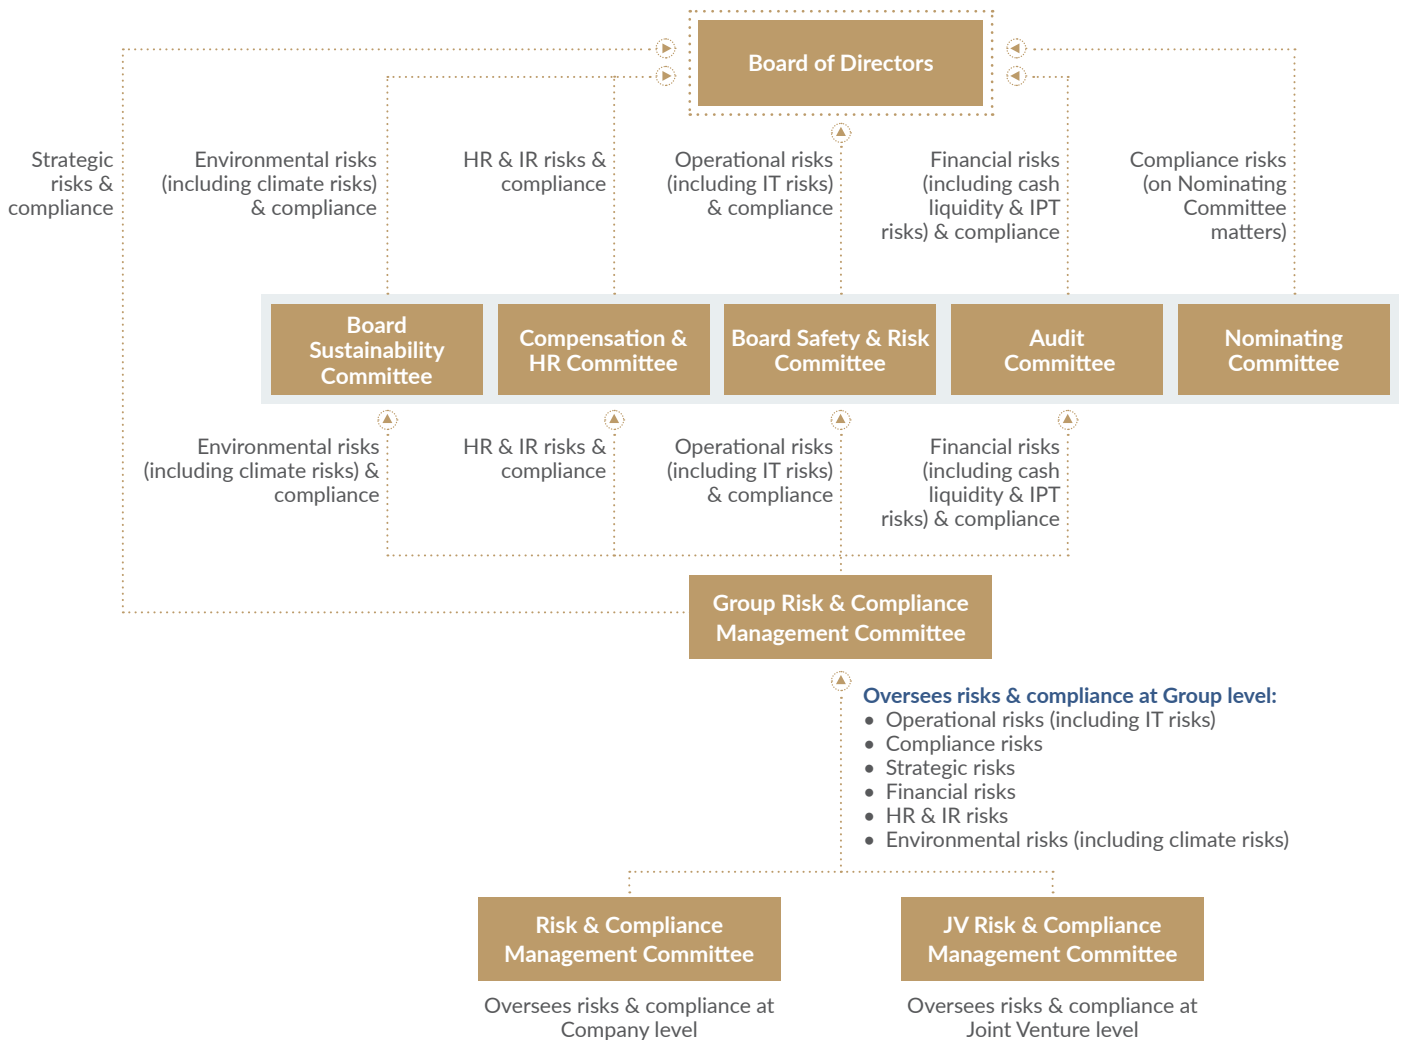 Board of Directors
Strategic
risks &
compliance
Environmental risks
(including climate risks)
& compliance
HR & IR risks &
compliance
Operational risks
(including IT risks)
& compliance
Financial risks
(including cash
liquidity & IPT
risks) & compliance
Compliance risks
(on Nominating
Committee
matters)
Board
Sustainability
Committee
Compensation &
HR Committee
Board Safety & Risk
Committee
Audit
Committee
Nominating
Committee
Environmental risks
(including climate risks) &
compliance
HR & IR risks &
compliance
Operational risks
(including IT risks)
& compliance
Financial risks
(including cash
liquidity & IPT
risks) & compliance
Group Risk & Compliance
Management Committee
Oversees risks & compliance at Group level:
• Operational risks (including IT risks)
• Compliance risks
• Strategic risks
• Financial risks
• HR & IR risks
• Environmental risks (including climate risks)
Risk & Compliance
Management Committee
Oversees risks & compliance at
Company level
JV Risk & Compliance
Management Committee
Oversees risks & compliance at
Joint Venture level